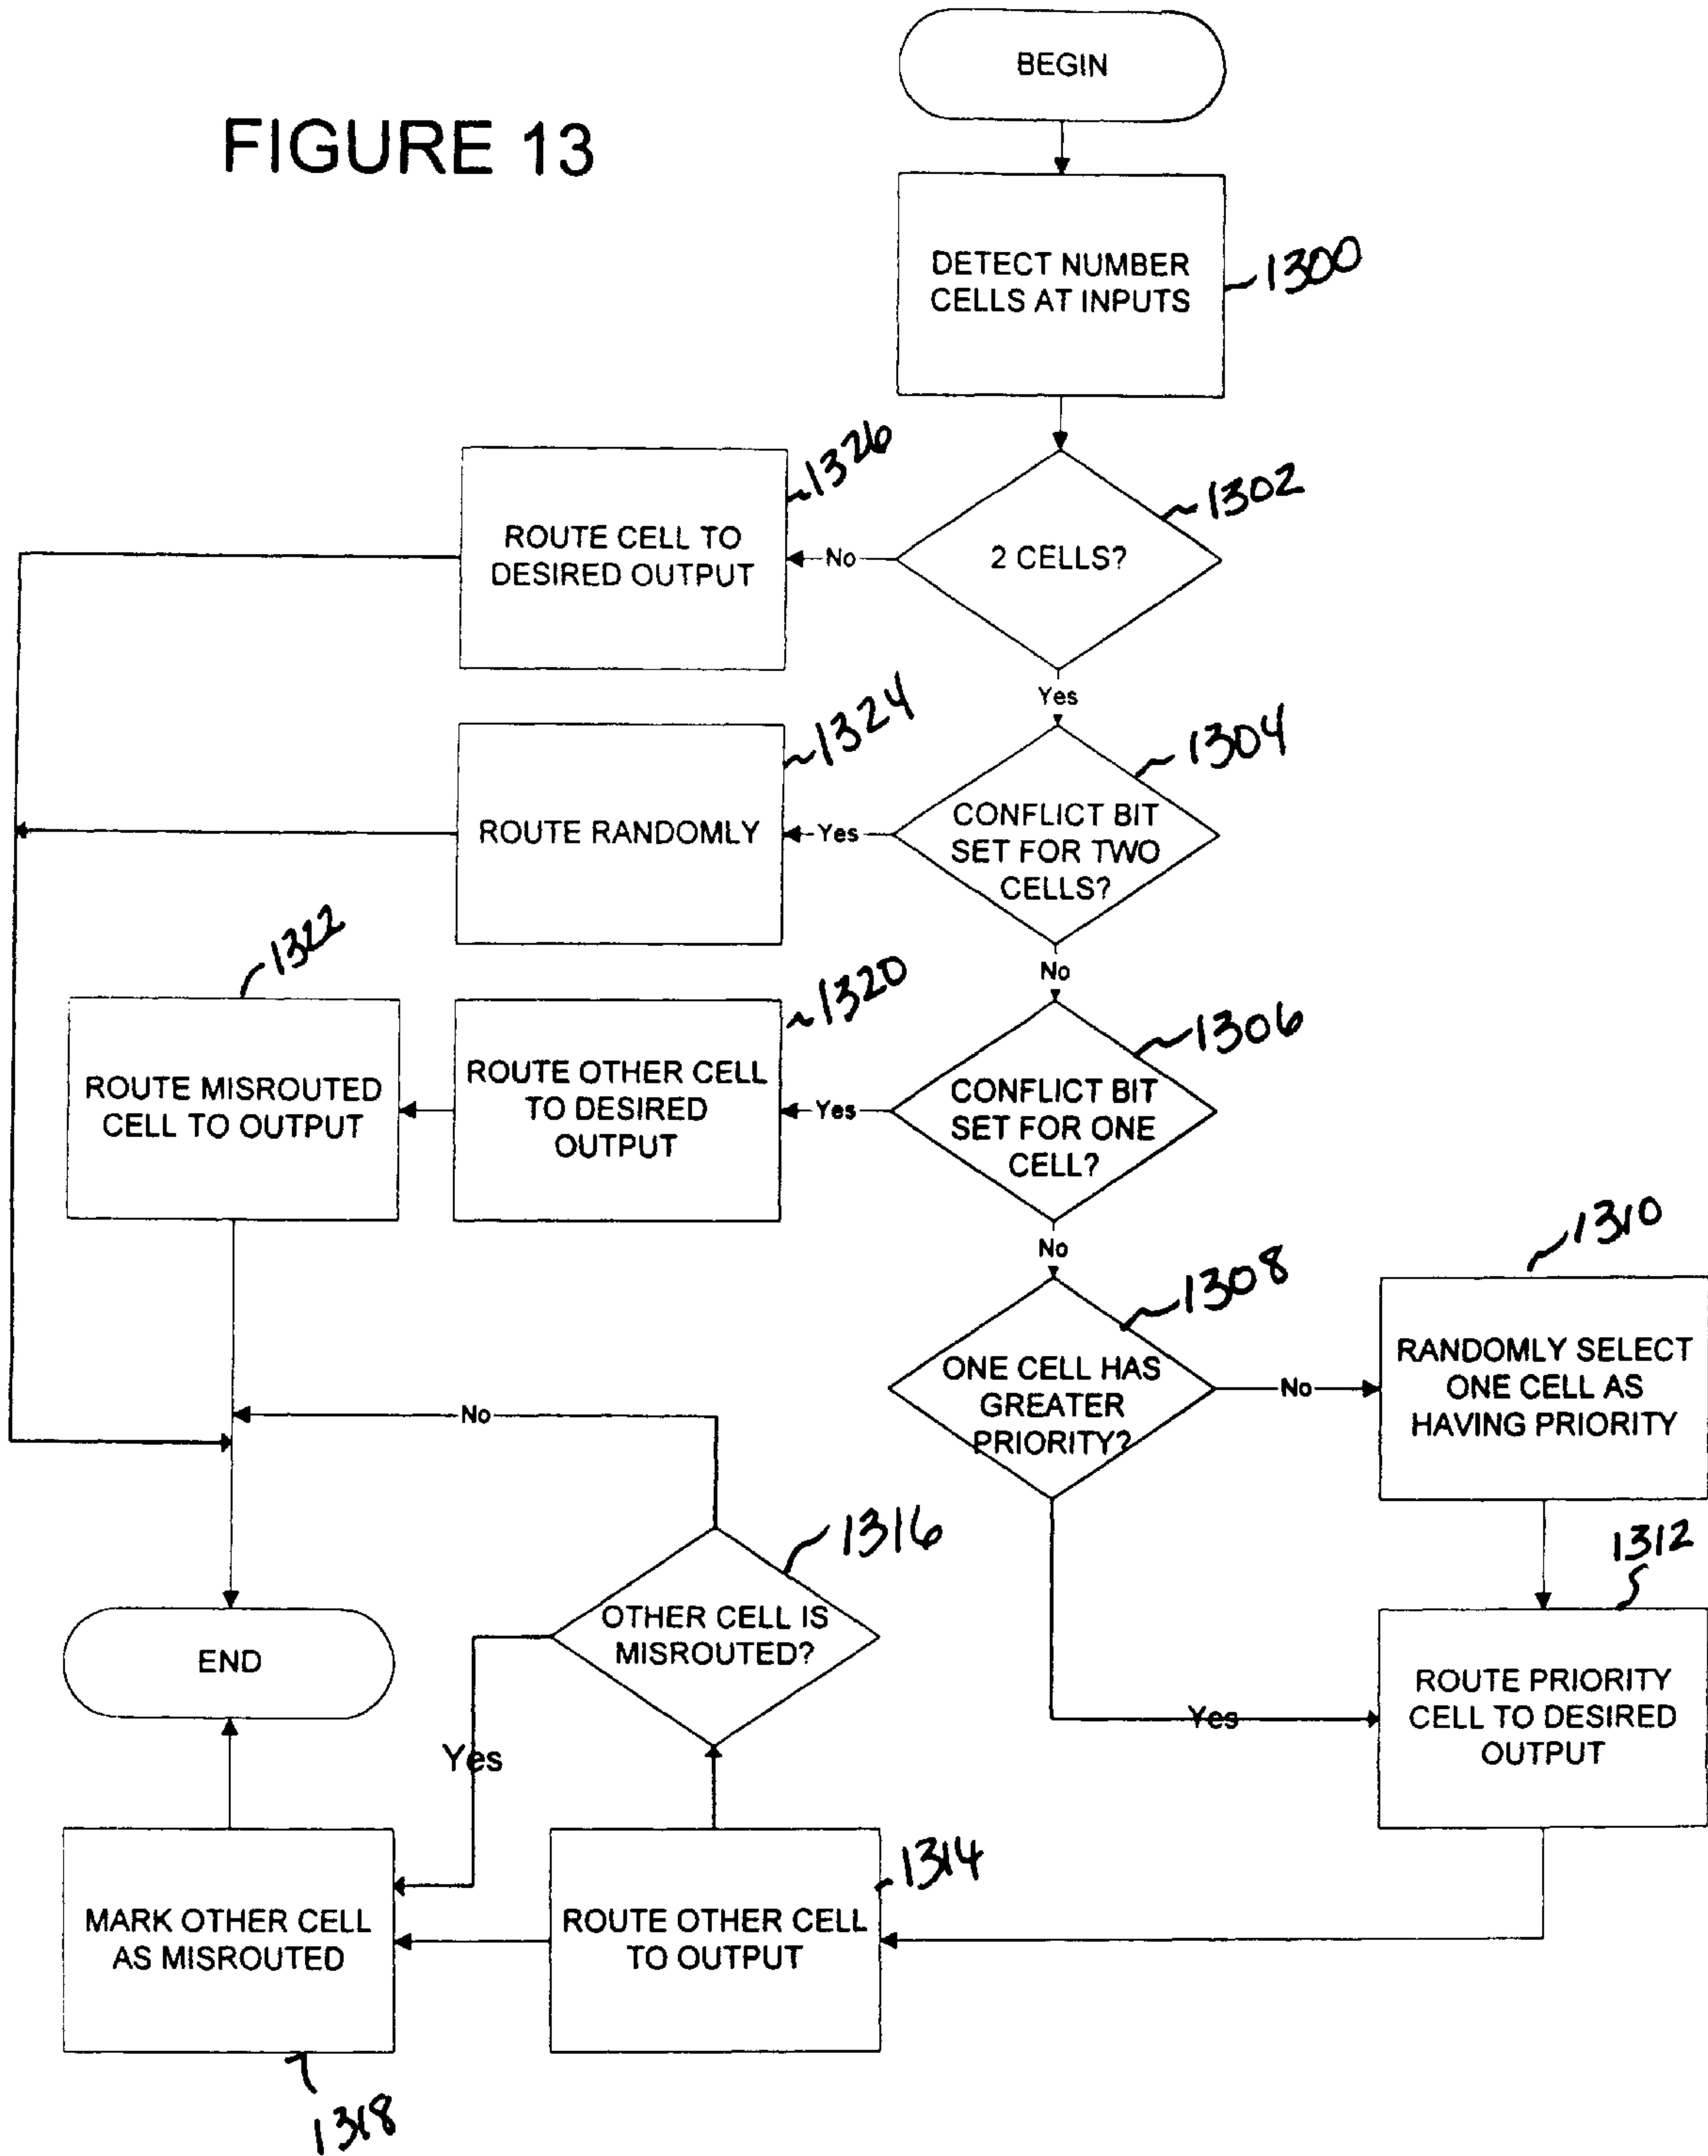 FIGURE 13
BEGIN
DETECT NUMBER
CELLS AT INPUTS
1300
2 CELLS?
1302
No
ROUTE CELL TO
DESIRED OUTPUT
1326
Yes
CONFLICT BIT
SET FOR TWO
CELLS?
1304
Yes
ROUTE RANDOMLY
1324
No
CONFLICT BIT
SET FOR ONE
CELL?
1306
Yes
ROUTE OTHER CELL
TO DESIRED
OUTPUT
1320
ROUTE MISROUTED
CELL TO OUTPUT
1322
No
ONE CELL HAS
GREATER
PRIORITY?
1308
No
RANDOMLY SELECT
ONE CELL AS
HAVING PRIORITY
1310
Yes
ROUTE PRIORITY
CELL TO DESIRED
OUTPUT
1312
ROUTE OTHER CELL
TO OUTPUT
1314
OTHER CELL IS
MISROUTED?
1316
No
Yes
MARK OTHER CELL
AS MISROUTED
1318
END